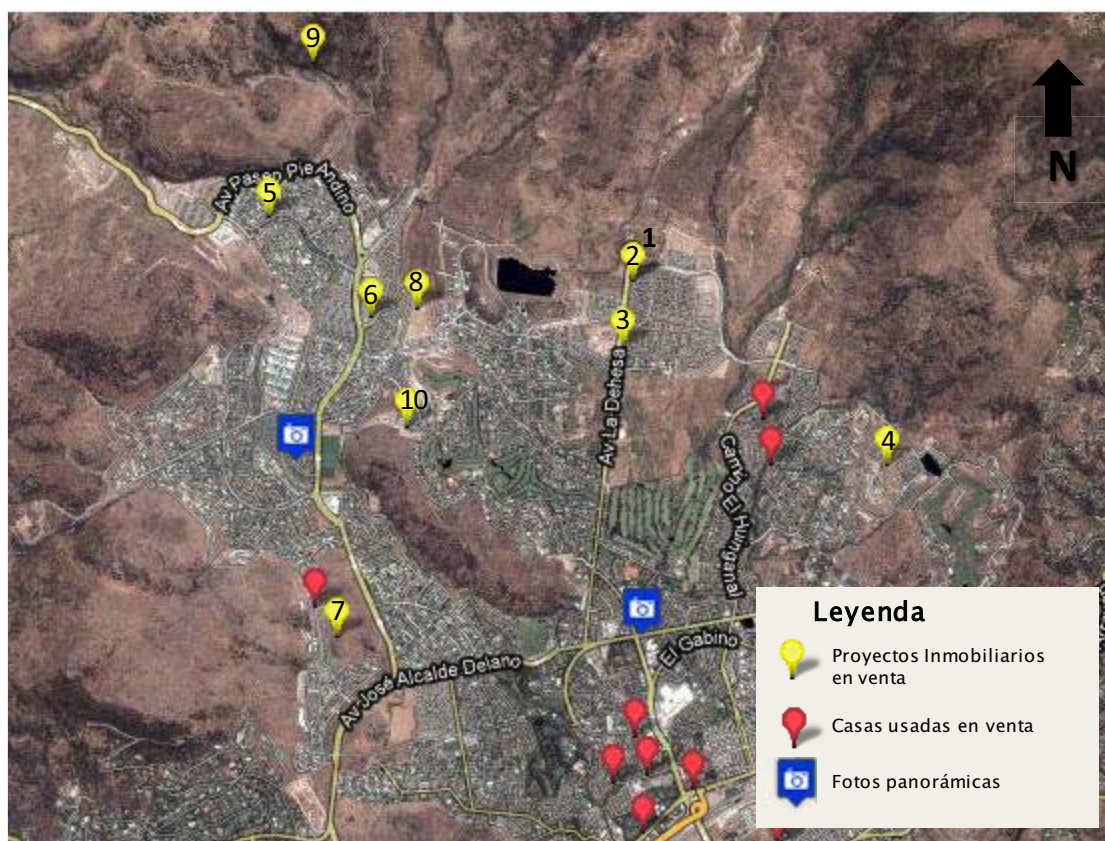 9
N
Av Paseo Pie Andino
5
1
2
6
8
3
10
Av La Dehesa
4
Camino El Huinganal
7
El Gabino
Av José Alcalde Delano
Leyenda
Proyectos Inmobiliarios
en venta
Casas usadas en venta
Fotos panorámicas